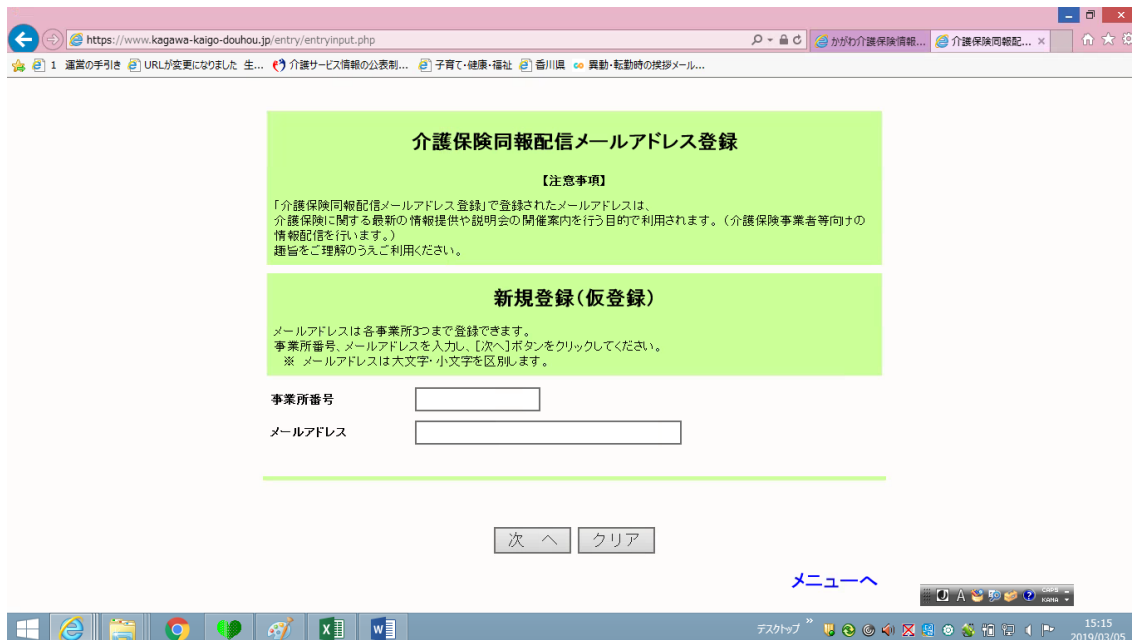 https://www.kagawa-kaigo-douhou.jp/entry/entryinput.php
かがわ介護保険情報...
介護保険同報配...
1 運営の手引き
URLが変更になりました 生...
介護サービス情報の公表制...
子育て・健康・福祉
香川県
異動・転勤時の挨拶メール...
介護保険同報配信メールアドレス登録
【注意事項】
「介護保険同報配信メールアドレス登録」で登録されたメールアドレスは、
介護保険に関する最新の情報提供や説明会の開催案内を行う目的で利用されます。（介護保険事業者等向けの
情報配信を行います。）
趣旨をご理解のうえご利用ください。
新規登録（仮登録）
メールアドレスは各事業所3つまで登録できます。
事業所番号、メールアドレスを入力し、［次へ］ボタンをクリックしてください。
※ メールアドレスは大文字・小文字を区別します。
事業所番号
メールアドレス
次 へ
クリア
メニューへ
A
CAPS
KANA
デスクトップ
15:15
2019/03/05